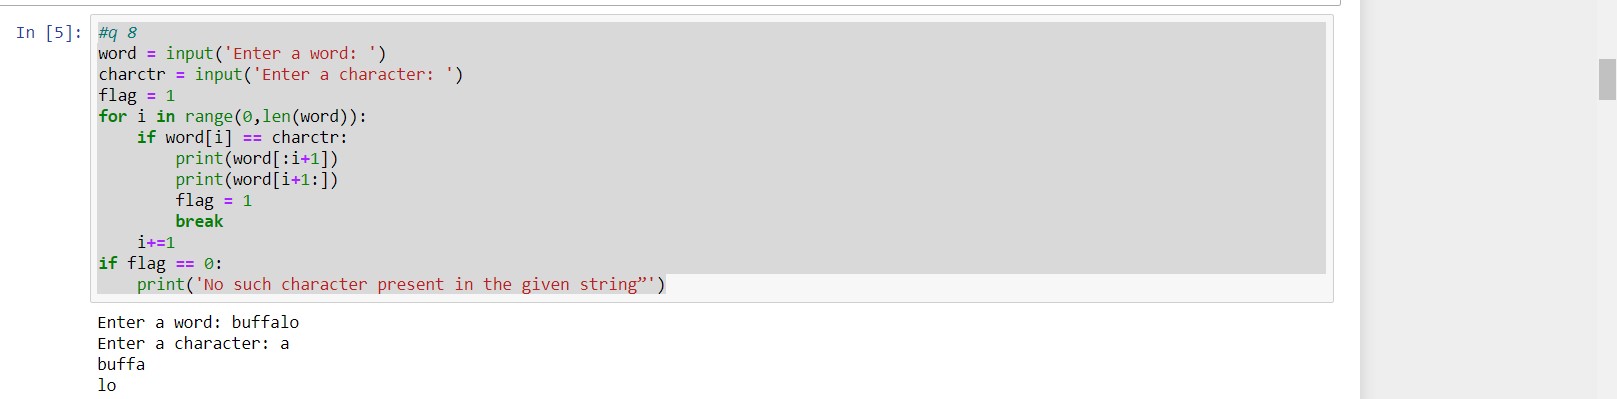 In [5]: #q 8
word = input('Enter a word: ')
charctr = input('Enter a character: ')
flag = 1
for i in range(0,len(word)):
    if word[i] == charctr:
        print(word[:i+1])
        print(word[i+1:])
        flag = 1
        break
    i+=1
if flag == 0:
    print('No such character present in the given string”')
Enter a word: buffalo
Enter a character: a
buffa
lo